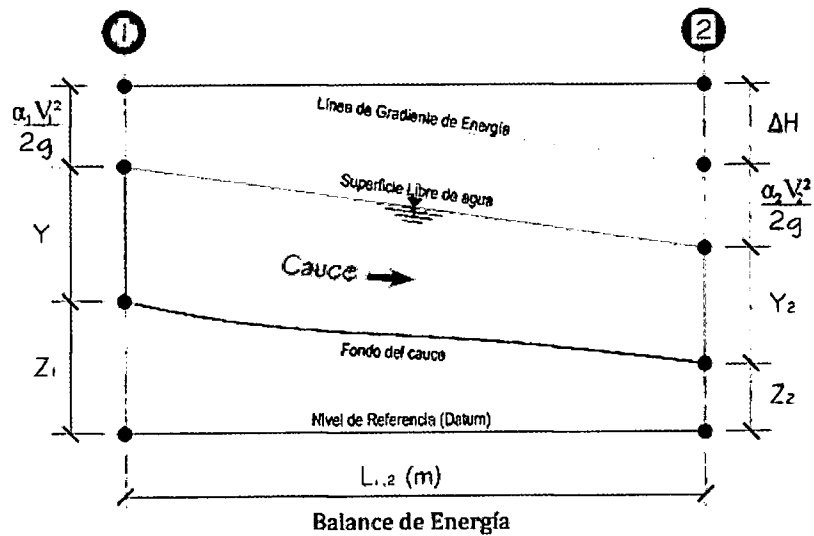 1
2
α₁V₁²
2g
Y
Z₁
Línea de Gradiente de Energía
Superficie Libre de agua
Cauce
Fondo del cauce
Nivel de Referencia (Datum)
ΔH
α₂V₂²
2g
Y₂
Z₂
L₁.₂ (m)
Balance de Energía